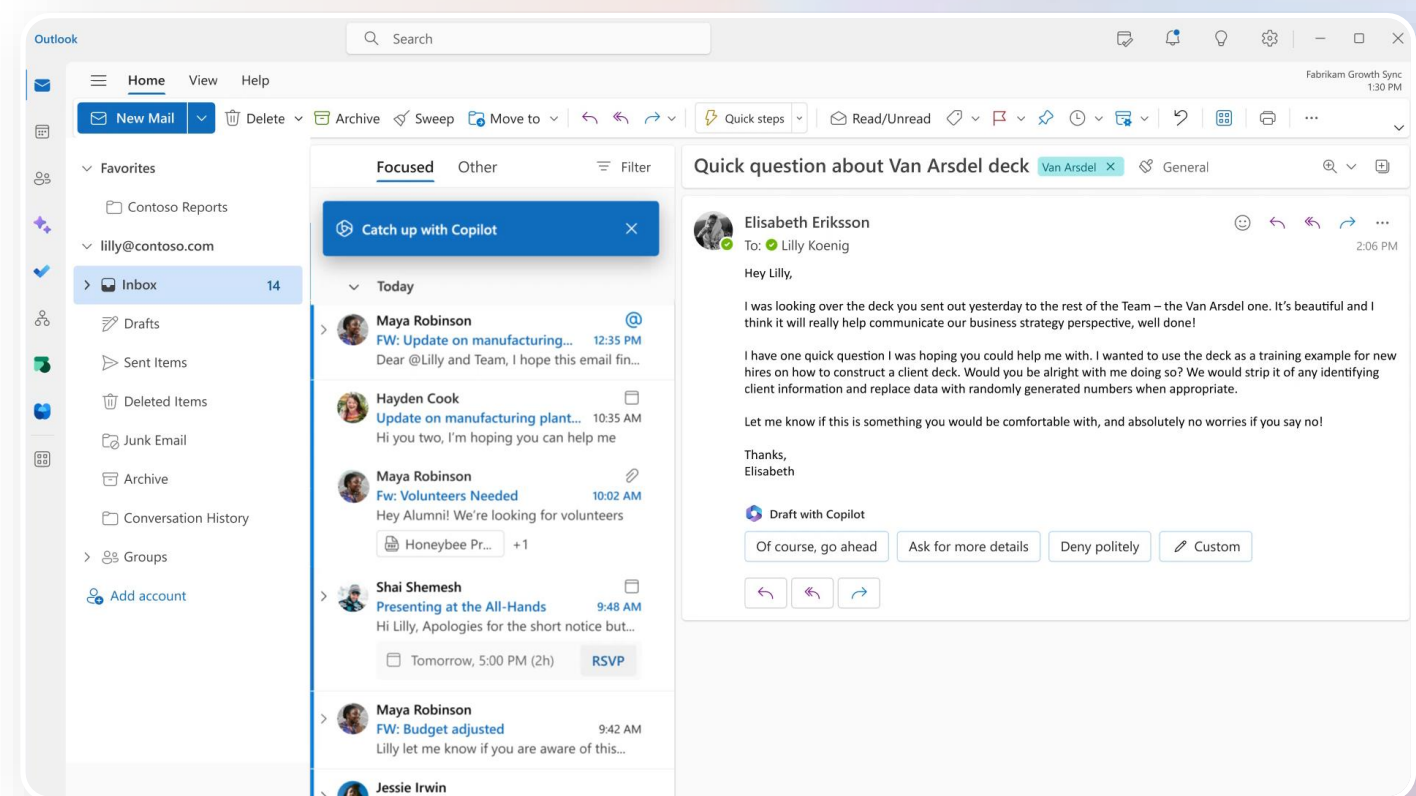 Outlook
Search
Home View Help
Fabrikam Growth Sync
1:30 PM
New Mail Delete Archive Sweep Move to Quick steps Read/Unread ...
Favorites
Contoso Reports
lilly@contoso.com
Inbox 14
Drafts
Sent Items
Deleted Items
Junk Email
Archive
Conversation History
Groups
Add account
Focused Other Filter
Catch up with Copilot
Today
Maya Robinson @
FW: Update on manufacturing... 12:35 PM
Dear @Lilly and Team, I hope this email fin...
Hayden Cook
Update on manufacturing plant... 10:35 AM
Hi you two, I'm hoping you can help me
Maya Robinson
Fw: Volunteers Needed 10:02 AM
Hey Alumni! We're looking for volunteers
Honeybee Pr... +1
Shai Shemesh
Presenting at the All-Hands 9:48 AM
Hi Lilly, Apologies for the short notice but...
Tomorrow, 5:00 PM (2h) RSVP
Maya Robinson
FW: Budget adjusted 9:42 AM
Lilly let me know if you are aware of this...
Jessie Irwin
Quick question about Van Arsdel deck Van Arsdel General
Elisabeth Eriksson
To: Lilly Koenig 2:06 PM
Hey Lilly,
I was looking over the deck you sent out yesterday to the rest of the Team – the Van Arsdel one. It's beautiful and I
think it will really help communicate our business strategy perspective, well done!
I have one quick question I was hoping you could help me with. I wanted to use the deck as a training example for new
hires on how to construct a client deck. Would you be alright with me doing so? We would strip it of any identifying
client information and replace data with randomly generated numbers when appropriate.
Let me know if this is something you would be comfortable with, and absolutely no worries if you say no!
Thanks,
Elisabeth
Draft with Copilot
Of course, go ahead Ask for more details Deny politely Custom